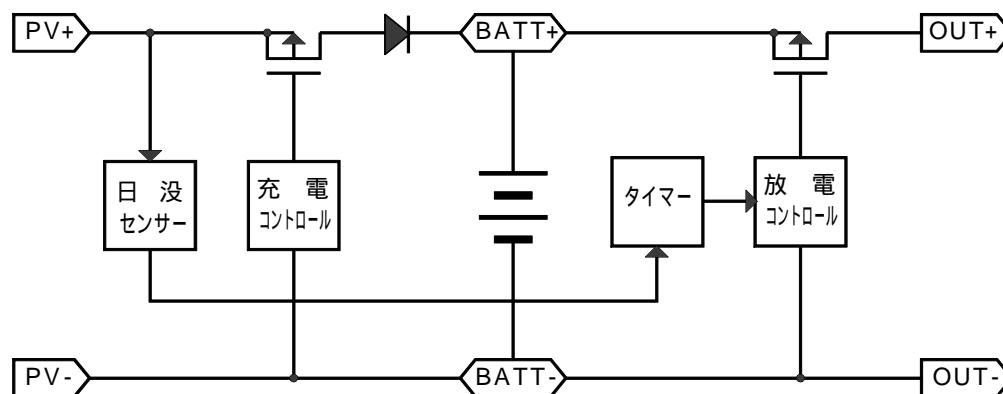 PV+
BATT+
OUT+
日没
センサー
充電
コントロール
タイマー
放電
コントロール
PV-
BATT-
OUT-